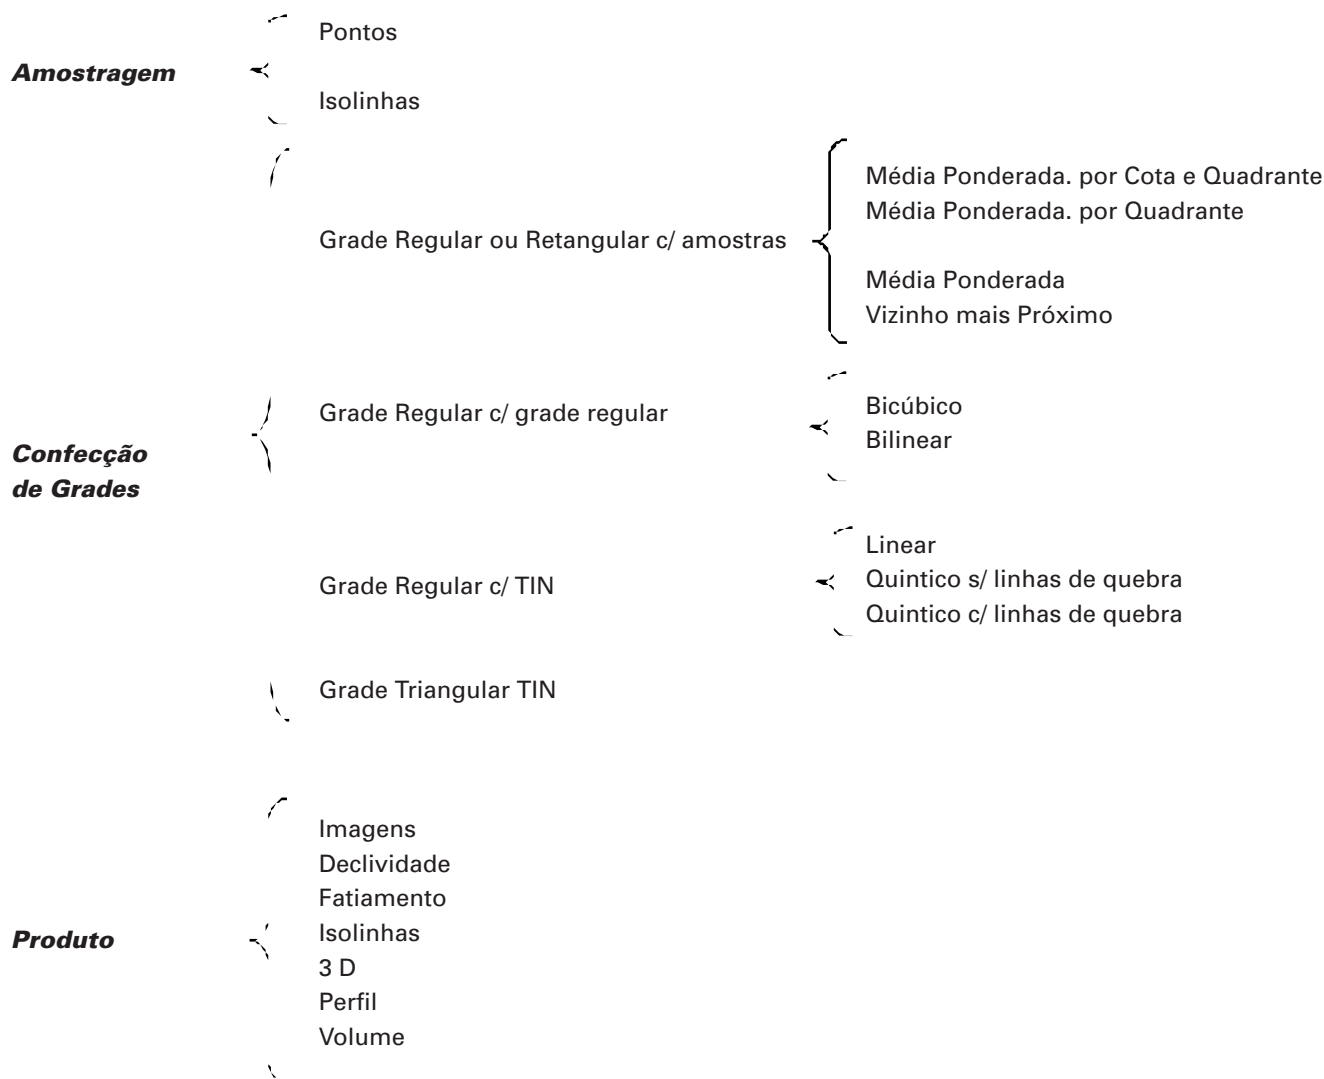 Amostragem
Pontos
Isolinhas
Confecção
de Grades
Grade Regular ou Retangular c/ amostras
Média Ponderada. por Cota e Quadrante
Média Ponderada. por Quadrante
Média Ponderada
Vizinho mais Próximo
Grade Regular c/ grade regular
Bicúbico
Bilinear
Grade Regular c/ TIN
Linear
Quintico s/ linhas de quebra
Quintico c/ linhas de quebra
Grade Triangular TIN
Produto
Imagens
Declividade
Fatiamento
Isolinhas
3 D
Perfil
Volume